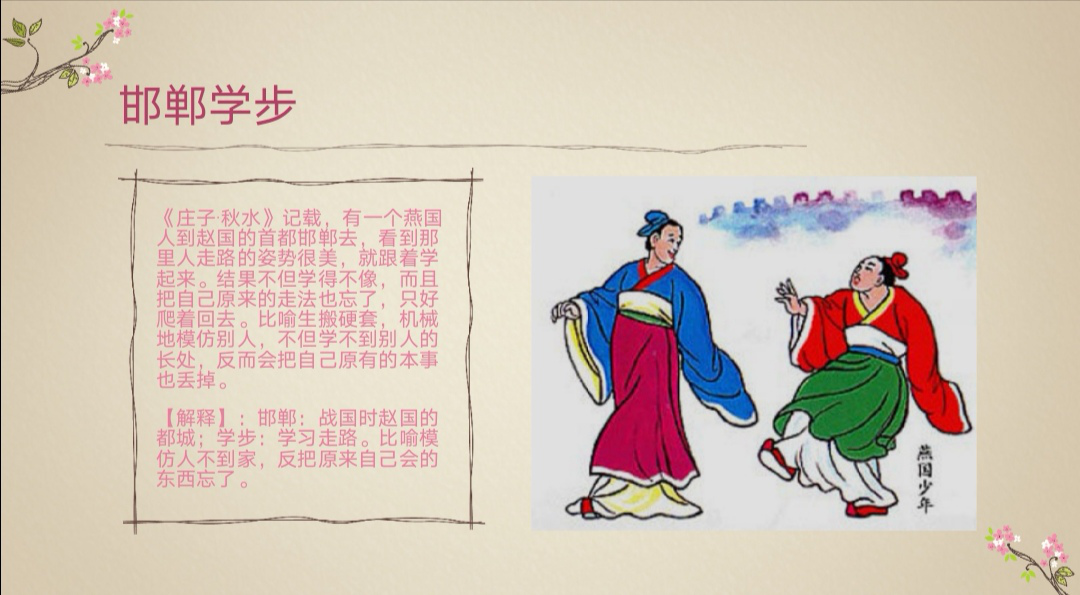 邯郸学步
《庄子·秋水》记载，有一个燕国
人到赵国的首都邯郸去，看到那
里人走路的姿势很美，就跟着学
起来。结果不但学得不像，而且
把自己原来的走法也忘了，只好
爬着回去。比喻生搬硬套，机械
地模仿别人，不但学不到别人的
长处，反而会把自己原有的本事
也丢掉。
【解释】：邯郸：战国时赵国的
都城；学步：学习走路。比喻模
仿人不到家，反把原来自己会的
东西忘了。
燕国少年